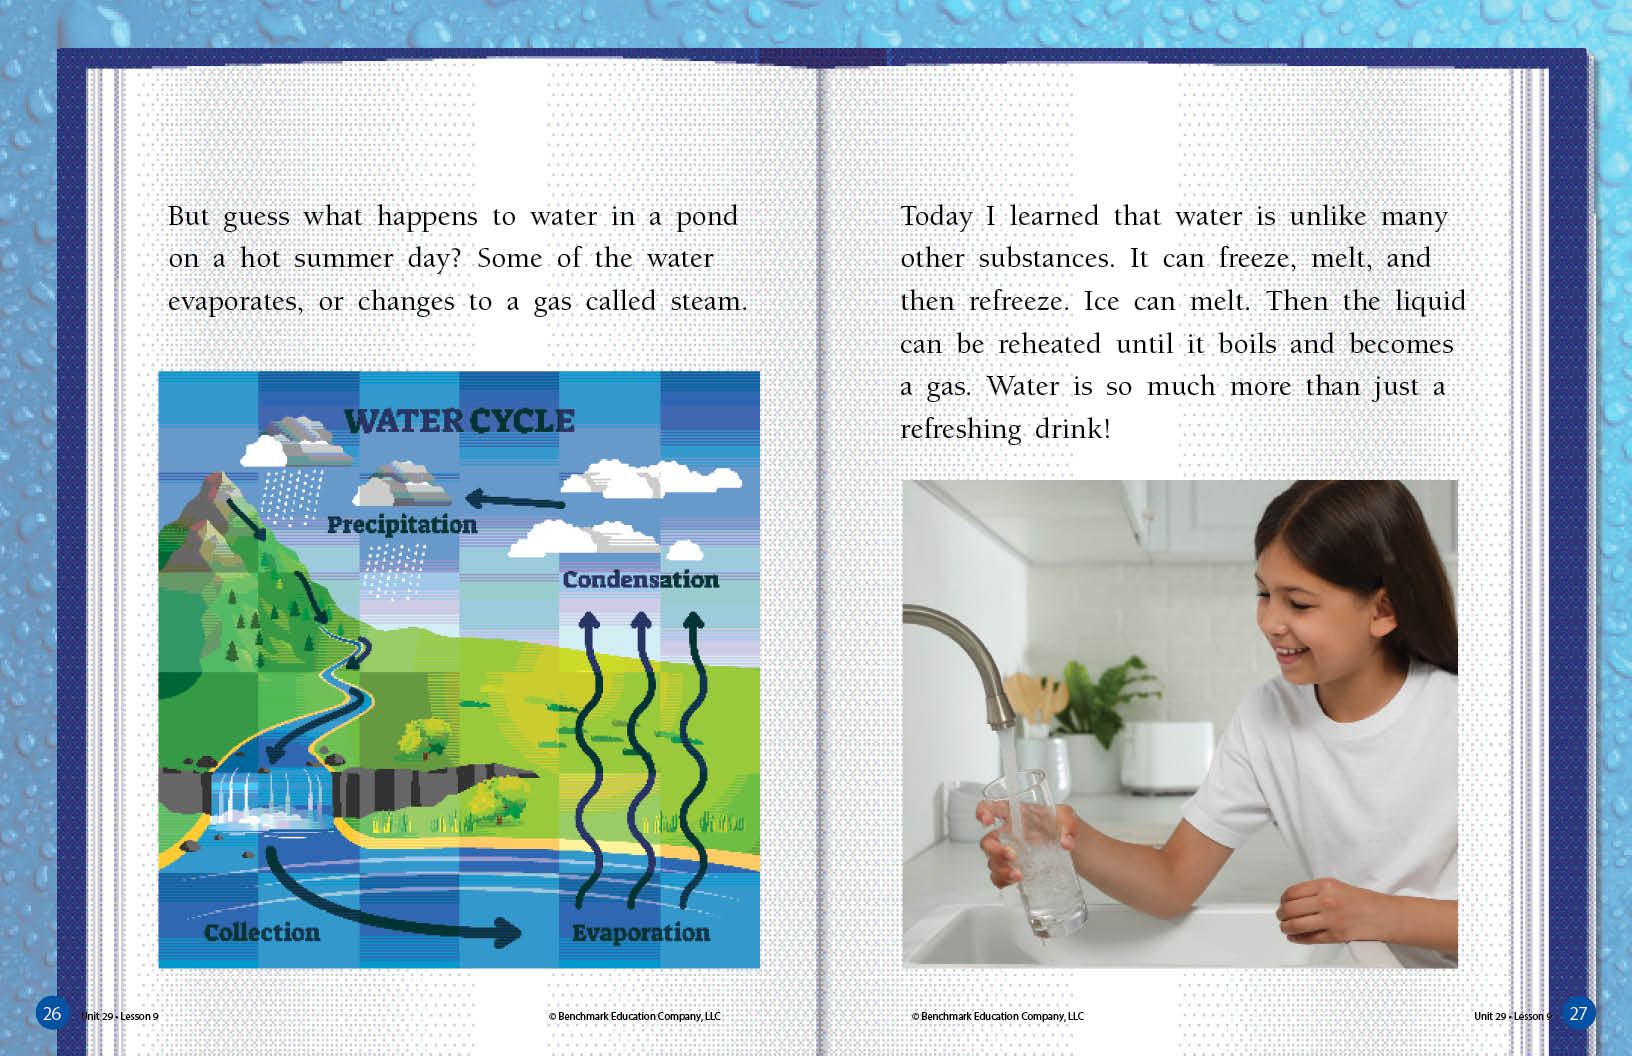 But guess what happens to water in a pond
on a hot summer day? Some of the water
evaporates, or changes to a gas called steam.
WATER CYCLE
Precipitation
Condensation
Collection
Evaporation
26
Unit 29 • Lesson 9
© Benchmark Education Company, LLC
Today I learned that water is unlike many
other substances. It can freeze, melt, and
then refreeze. Ice can melt. Then the liquid
can be reheated until it boils and becomes
a gas. Water is so much more than just a
refreshing drink!
© Benchmark Education Company, LLC
Unit 29 • Lesson 9
27